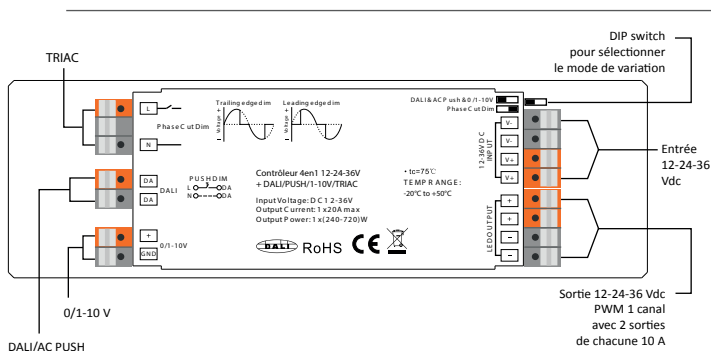 DIP switch
pour sélectionner
le mode de variation
TRIAC
L
Phase Cut Dim
N
Trailing edge dim
Leading edge dim
+
Voltage
-
+
Voltage
-
DALI & AC Push & 0/1-10V
Phase Cut Dim
V-
V-
V+
V+
12-36VDC
INPUT
Entrée
12-24-36
Vdc
DA
DA
DALI
PUSH DIM
L DA
N DA
Contrôleur 4en1 12-24-36V
+ DALI/PUSH/1-10V/TRIAC
Input Voltage: DC12-36V
Output Current: 1x20A max
Output Power: 1x(240-720)W
• tc=75℃
TEMP RANGE:
-20°C to +50°C
+
GND
0/1-10V
DALI
RoHS
CE
+
+
−
−
LED OUTPUT
0/1-10 V
DALI/AC PUSH
Sortie 12-24-36 Vdc
PWM 1 canal
avec 2 sorties
de chacune 10 A